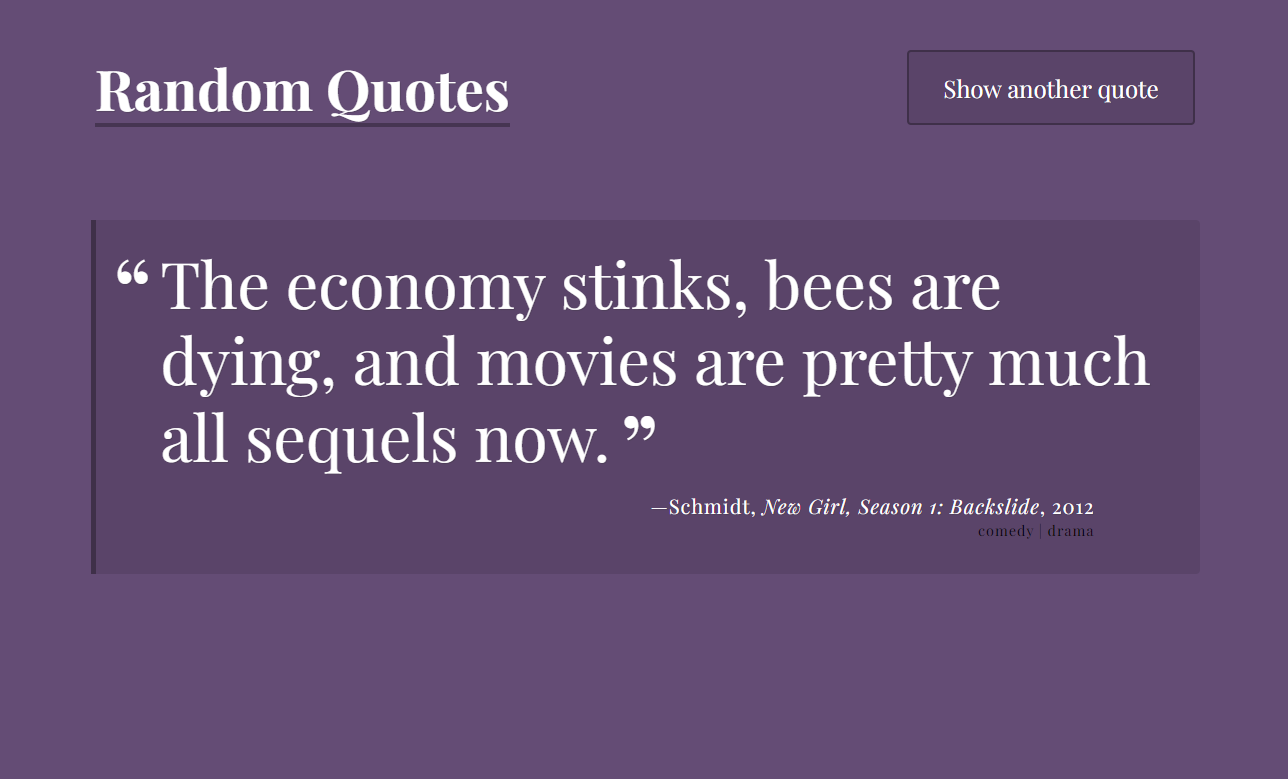 Random Quotes
Show another quote
“ The economy stinks, bees are
dying, and movies are pretty much
all sequels now. ”
—Schmidt, New Girl, Season 1: Backslide, 2012
comedy | drama